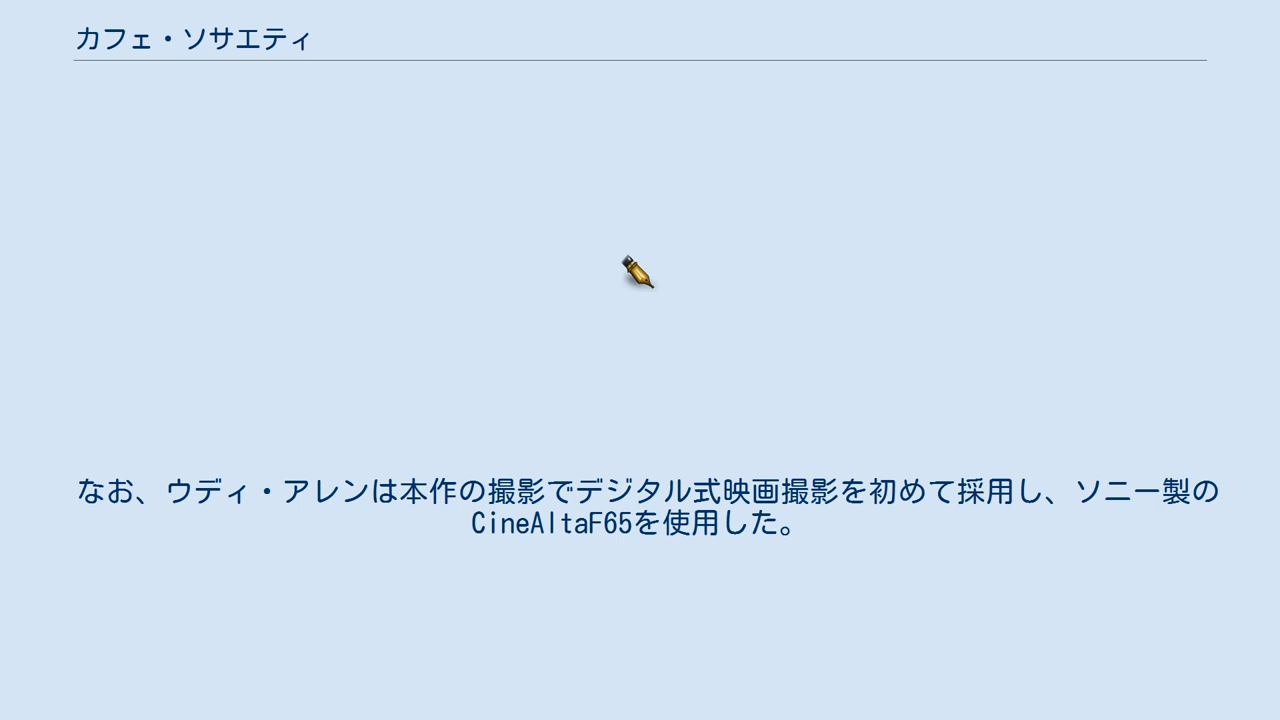 カフェ・ソサエティ
なお、ウディ・アレンは本作の撮影でデジタル式映画撮影を初めて採用し、ソニー製の
CineAltaF65を使用した。